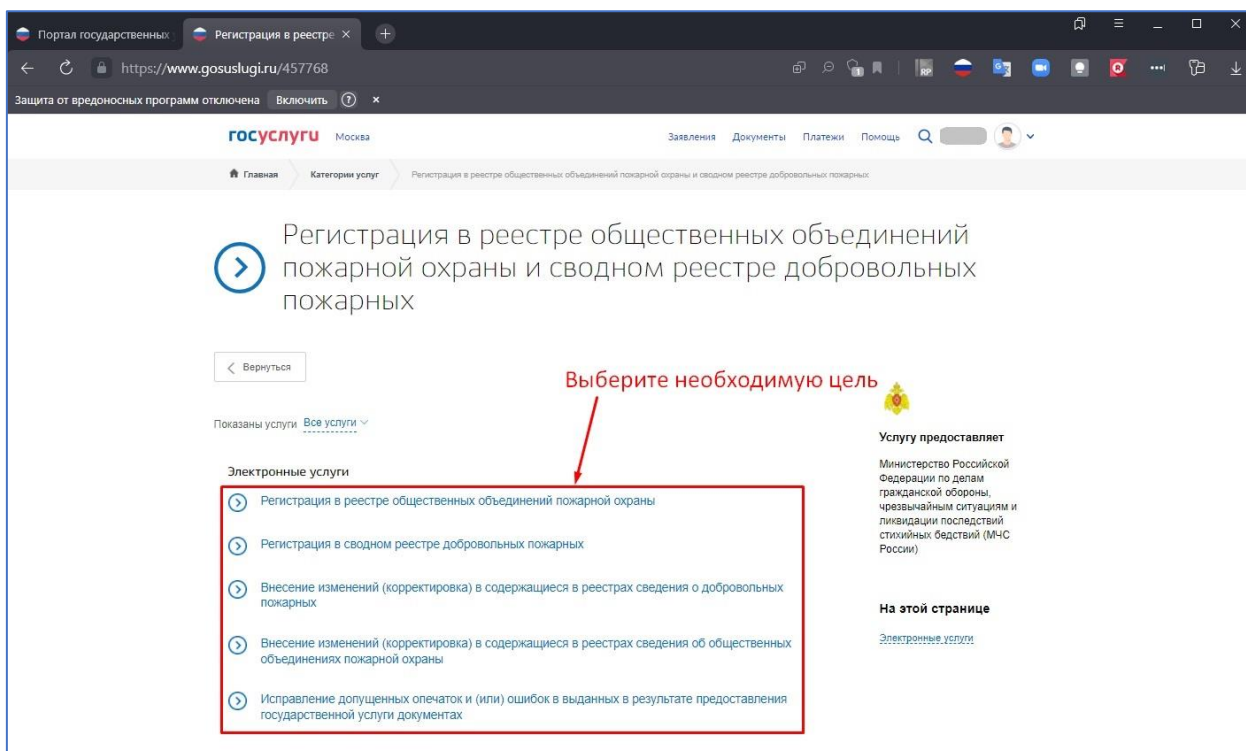 Портал государственных
Регистрация в реестре
https://www.gosuslugi.ru/457768
Защита от вредоносных программ отключена Включить
госуслуги Москва Заявления Документы Платежи Помощь
Главная Категории услуг Регистрация в реестре общественных объединений пожарной охраны и сводном реестре добровольных пожарных
Регистрация в реестре общественных объединений
пожарной охраны и сводном реестре добровольных
пожарных
Вернуться
Выберите необходимую цель
Показаны услуги Все услуги
Электронные услуги
Регистрация в реестре общественных объединений пожарной охраны
Регистрация в сводном реестре добровольных пожарных
Внесение изменений (корректировка) в содержащиеся в реестрах сведения о добровольных
пожарных
Внесение изменений (корректировка) в содержащиеся в реестрах сведения об общественных
объединениях пожарной охраны
Исправление допущенных опечаток и (или) ошибок в выданных в результате предоставления
государственной услуги документах
Услугу предоставляет
Министерство Российской
Федерации по делам
гражданской обороны,
чрезвычайным ситуациям и
ликвидации последствий
стихийных бедствий (МЧС
России)
На этой странице
Электронные услуги